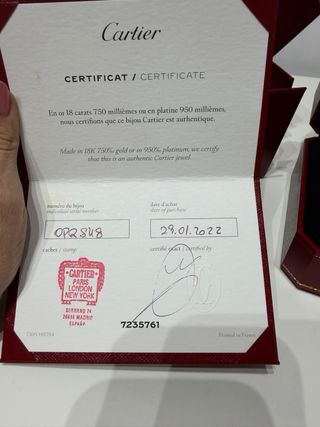 Cartier
CERTIFICAT / CERTIFICATE
En or 18 carats 750 millièmes ou en platine 950 millièmes,
nous certifions que ce bijou Cartier est authentique.
Made in 18K 750‰ gold or in 950‰ platinum, we certify
that this is an authentic Cartier jewel.
numéro du bijou
individual serial number
date d'achat
date of purchase
OP2848
29.01.2022
cachet / stamp
certifié exact / certified by
CARTIER
PARIS
LONDON
NEW YORK
SERRANO 74
28006 MADRID
ESPAÑA
7235761
Printed in France